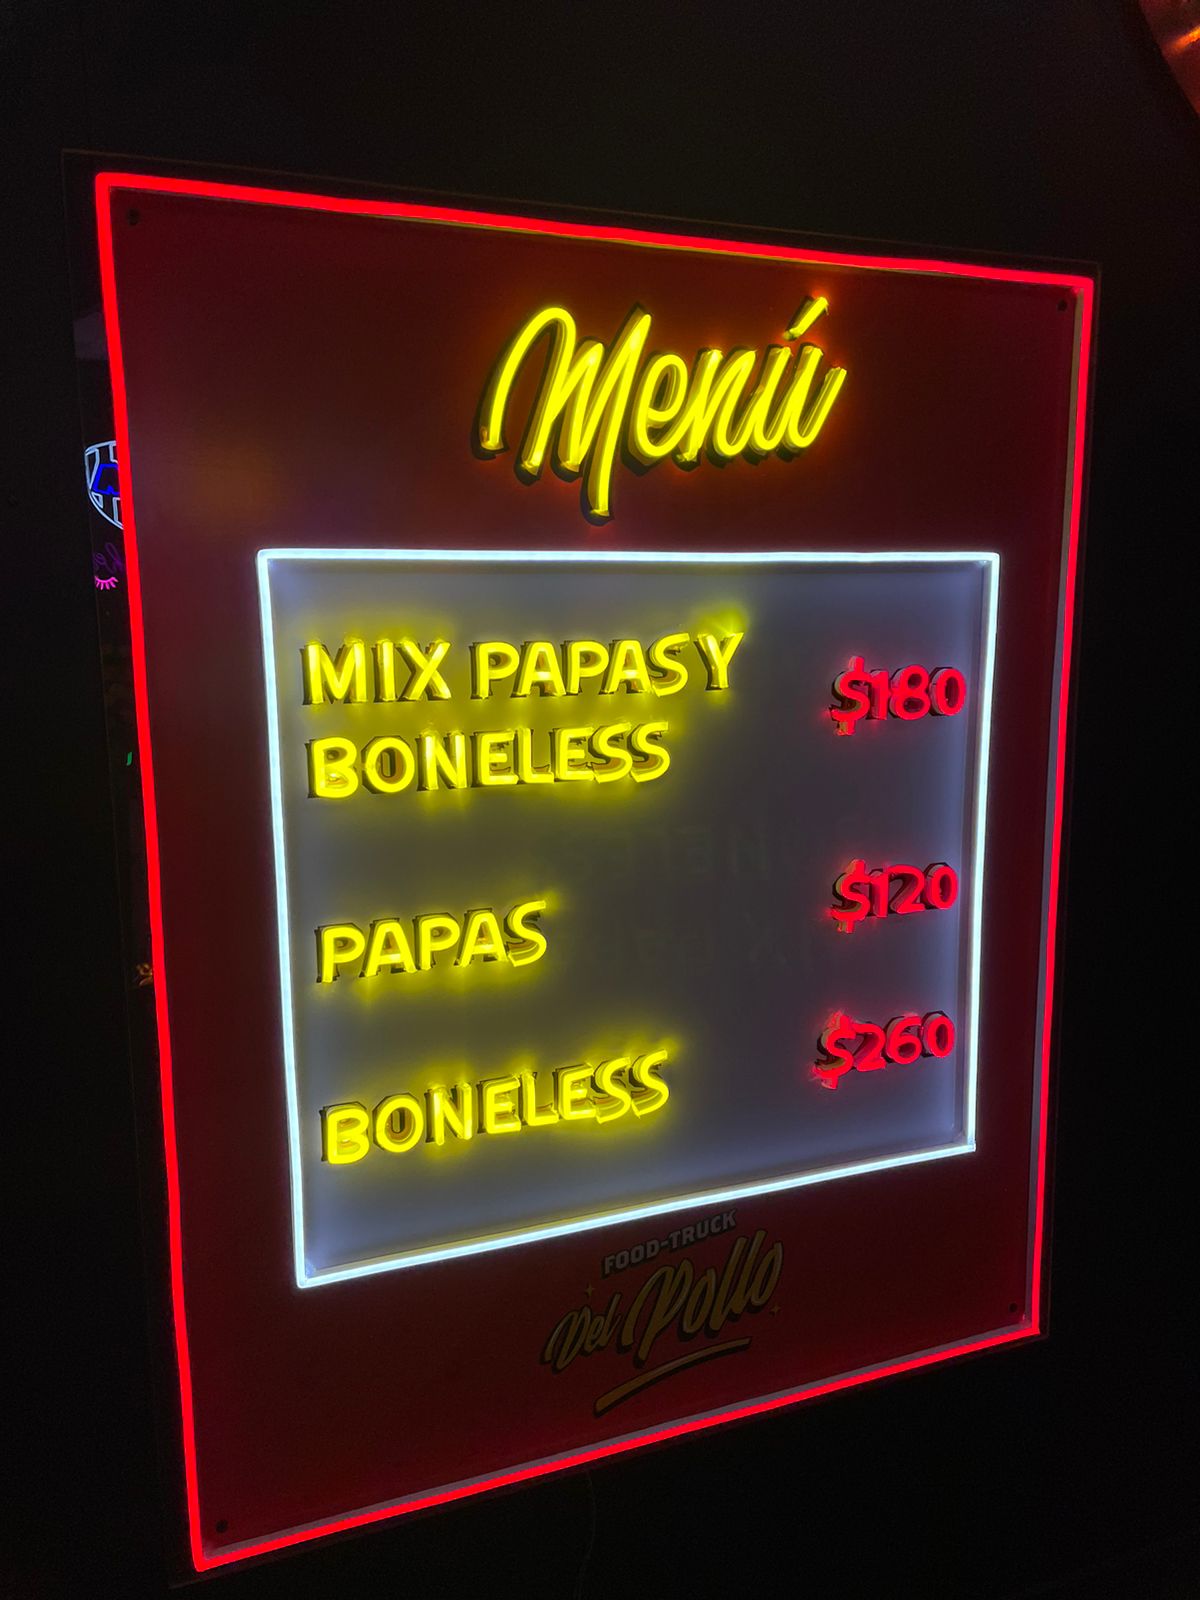 Menú
MIX PAPAS Y $180
BONELESS
PAPAS $120
BONELESS $260
FOOD-TRUCK
Del Pollo